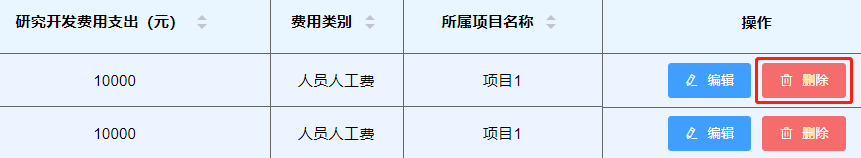 研究开发费用支出（元） 费用类别 所属项目名称 操作
10000 人员人工费 项目1 编辑 删除
10000 人员人工费 项目1 编辑 删除